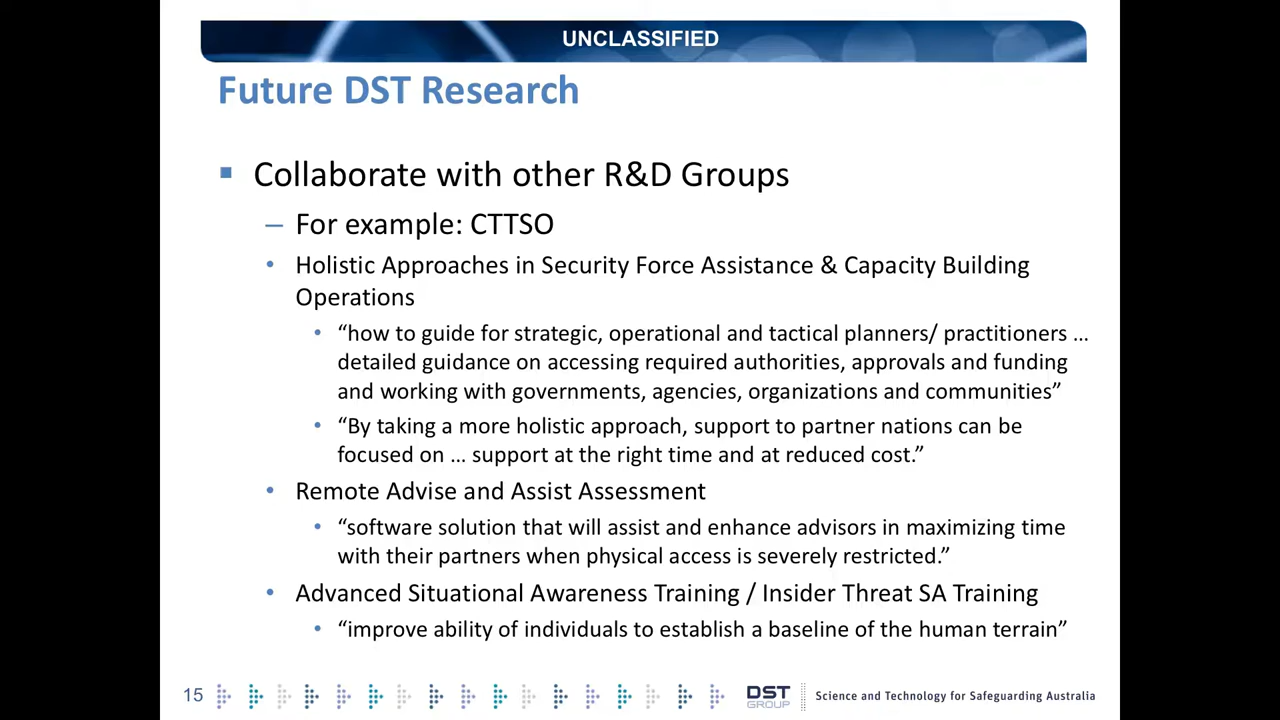 UNCLASSIFIED
Future DST Research
▪ Collaborate with other R&D Groups
– For example: CTTSO
• Holistic Approaches in Security Force Assistance & Capacity Building
Operations
• “how to guide for strategic, operational and tactical planners/ practitioners …
detailed guidance on accessing required authorities, approvals and funding
and working with governments, agencies, organizations and communities”
• “By taking a more holistic approach, support to partner nations can be
focused on … support at the right time and at reduced cost.”
• Remote Advise and Assist Assessment
• “software solution that will assist and enhance advisors in maximizing time
with their partners when physical access is severely restricted.”
• Advanced Situational Awareness Training / Insider Threat SA Training
• “improve ability of individuals to establish a baseline of the human terrain”
15
DST
GROUP
Science and Technology for Safeguarding Australia